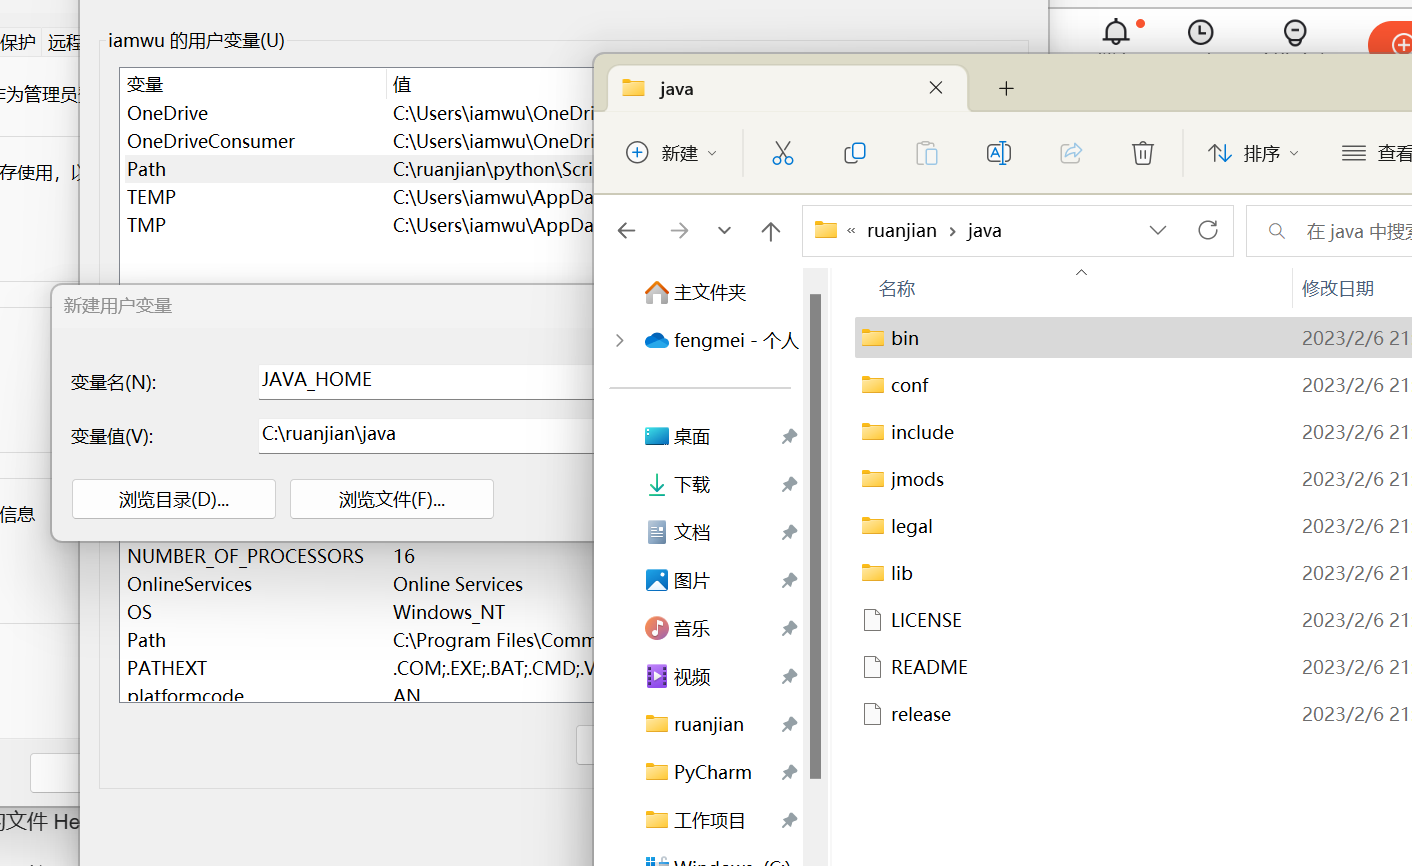 保护
远程
作为管理员
存使用，以
信息
的文件 He
iamwu 的用户变量(U)
变量 值
OneDrive C:\Users\iamwu\OneDri
OneDriveConsumer C:\Users\iamwu\OneDri
Path C:\ruanjian\python\Scri
TEMP C:\Users\iamwu\AppDa
TMP C:\Users\iamwu\AppDa
新建用户变量
变量名(N): JAVA_HOME
变量值(V): C:\ruanjian\java
浏览目录(D)... 浏览文件(F)...
NUMBER_OF_PROCESSORS 16
OnlineServices Online Services
OS Windows_NT
Path C:\Program Files\Comm
PATHEXT .COM;.EXE;.BAT;.CMD;.V
platformcode AN
java
新建 排序 查看
« ruanjian › java
在 java 中搜索
主文件夹
fengmei - 个人
桌面
下载
文档
图片
音乐
视频
ruanjian
PyCharm
工作项目
Windows (C:)
名称 修改日期
bin 2023/2/6 21
conf 2023/2/6 21
include 2023/2/6 21
jmods 2023/2/6 21
legal 2023/2/6 21
lib 2023/2/6 21
LICENSE 2023/2/6 21
README 2023/2/6 21
release 2023/2/6 21